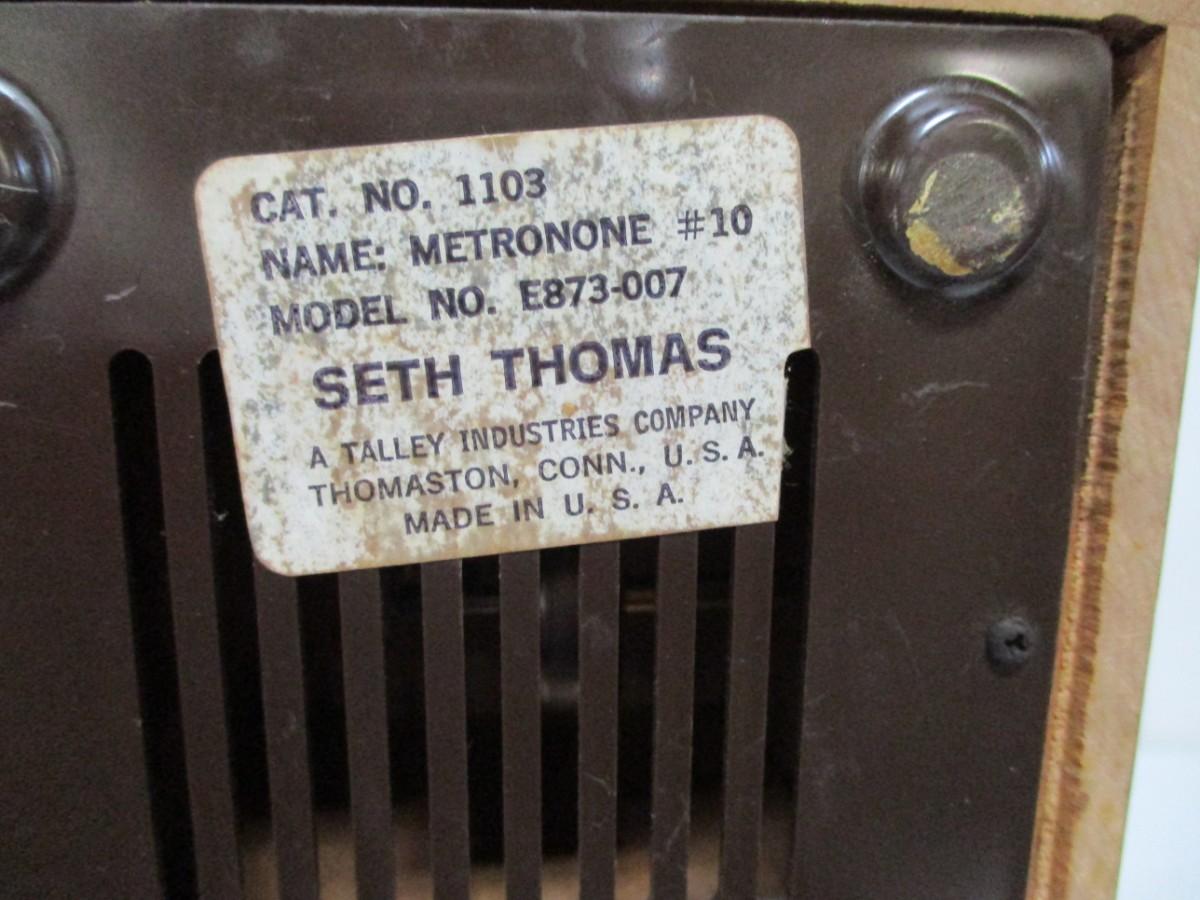 CAT. NO. 1103
NAME: METRONONE #10
MODEL NO. E873-007
SETH THOMAS
A TALLEY INDUSTRIES COMPANY
THOMASTON, CONN., U. S. A.
MADE IN U. S. A.